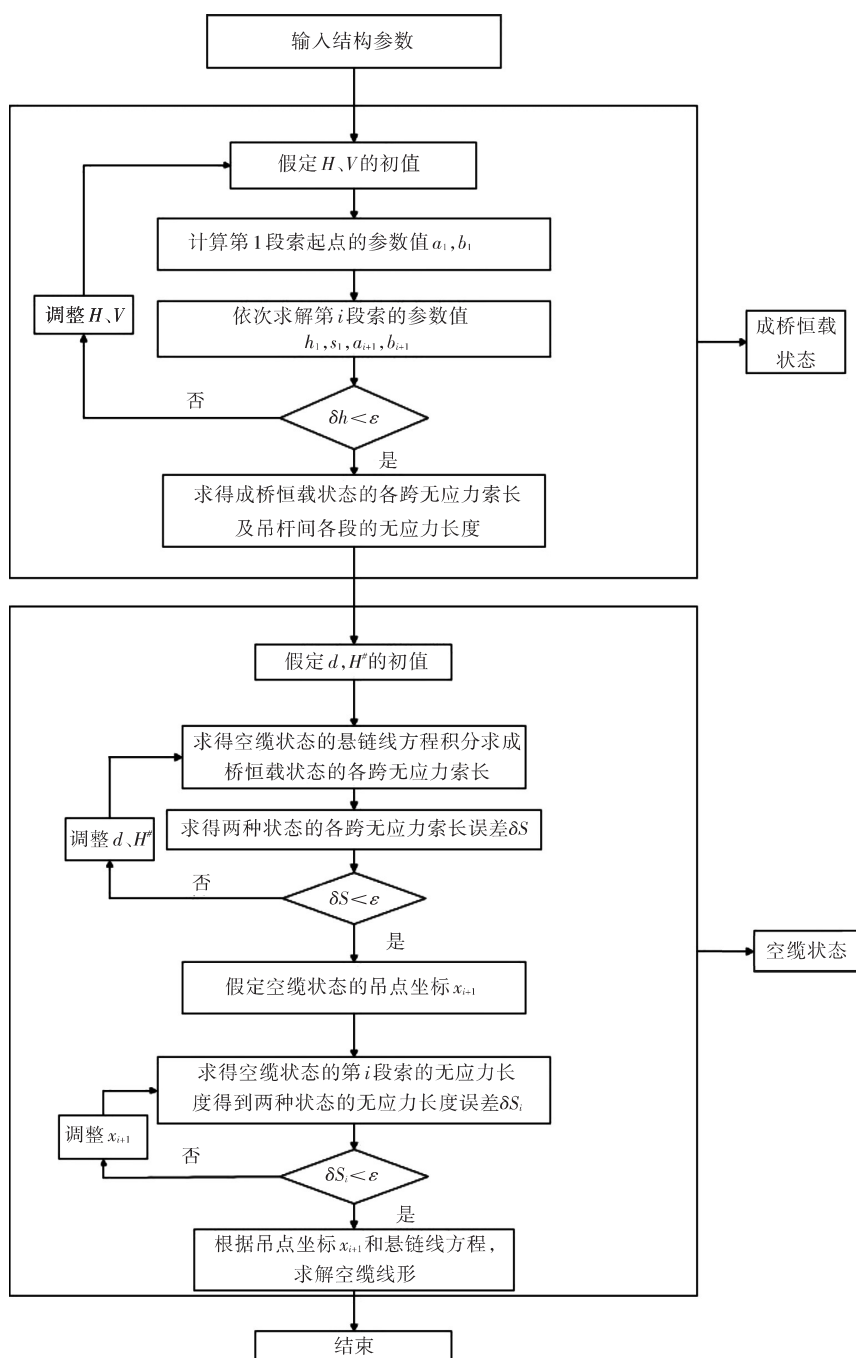 输入结构参数
假定H、V的初值
计算第1段索起点的参数值a₁,b₁
调整H、V
依次求解第i段索的参数值
h₁,s₁,aᵢ₊₁,bᵢ₊₁
成桥恒载
状态
否
δh<ε
是
求得成桥恒载状态的各跨无应力索长
及吊杆间各段的无应力长度
假定d,H#的初值
求得空缆状态的悬链线方程积分求成
桥恒载状态的各跨无应力索长
调整d、H#
求得两种状态的各跨无应力索长误差δS
否
δS<ε
是
空缆状态
假定空缆状态的吊点坐标xᵢ₊₁
求得空缆状态的第i段索的无应力长
度得到两种状态的无应力长度误差δSᵢ
调整xᵢ₊₁
否
δSᵢ<ε
是
根据吊点坐标xᵢ₊₁和悬链线方程,
求解空缆线形
结束